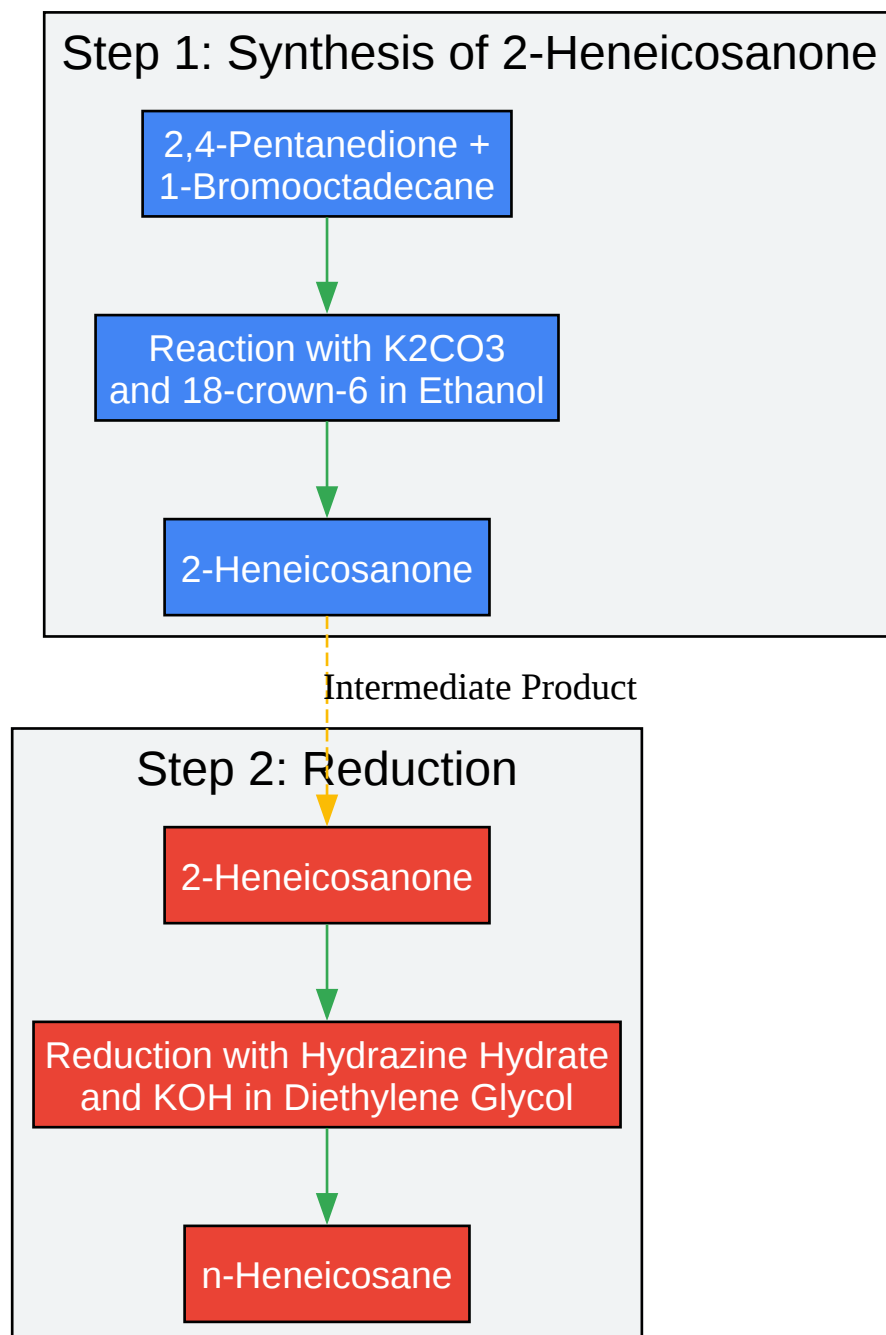 Step 1: Synthesis of 2-Heneicosanone
2,4-Pentanedione +
1-Bromooctadecane
Reaction with K2CO3
and 18-crown-6 in Ethanol
2-Heneicosanone
Intermediate Product
Step 2: Reduction
2-Heneicosanone
Reduction with Hydrazine Hydrate
and KOH in Diethylene Glycol
n-Heneicosane